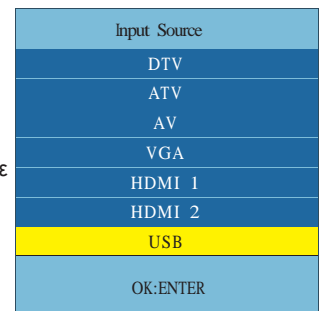 Input Source
DTV
ATV
AV
VGA
ε
HDMI 1
HDMI 2
USB
OK:ENTER